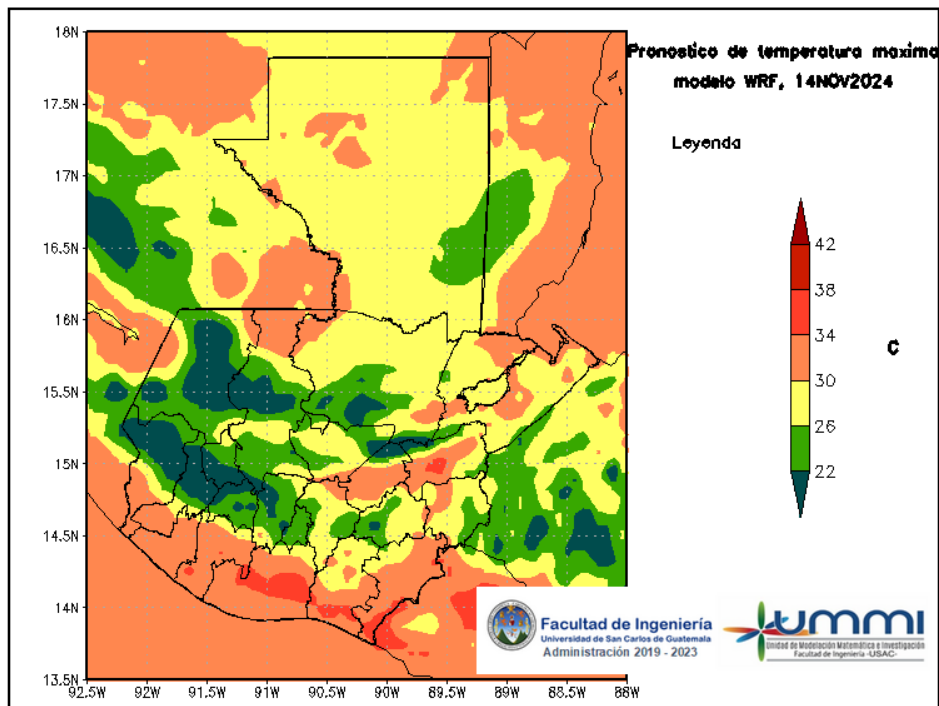 Pronostico de temperatura maxima
modelo WRF, 14NOV2024
Leyenda
42
38
34
30
26
22
C
18N
17.5N
17N
16.5N
16N
15.5N
15N
14.5N
14N
13.5N
92.5W
92W
91.5W
91W
90.5W
90W
89.5W
89W
88.5W
88W
Facultad de Ingeniería
Universidad de San Carlos de Guatemala
Administración 2019 - 2023
UMMI
Unidad de Modelación Matemática e Investigación
Facultad de Ingeniería -USAC-